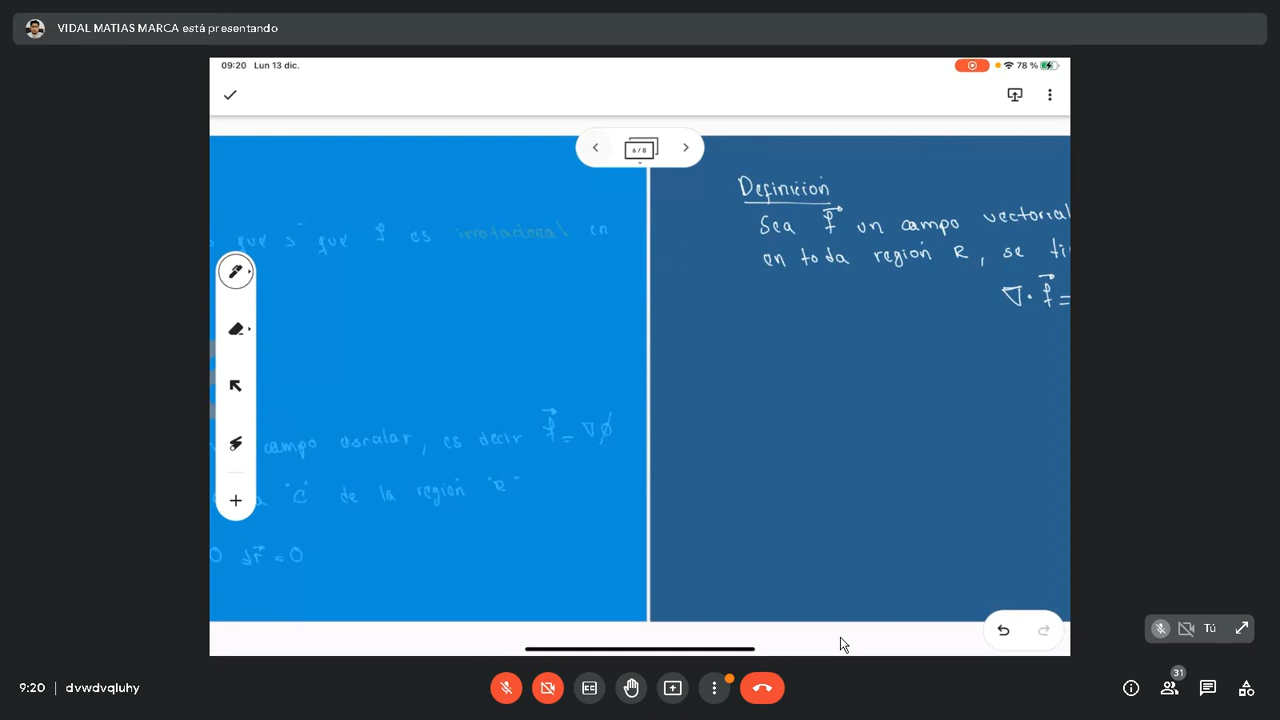 VIDAL MATIAS MARCA está presentando
09:20 Lun 13 dic.
78 %
6/8
que si que f es irrotacional en
campo escalar, es decir f⃗ = ∇φ
"C" de la región "R"
0 dr⃗ = 0
Definición
Sea f⃗ un campo vectorial
en toda región R, se
∇· f⃗ =
Tú
9:20 | dvwdvqluhy
31